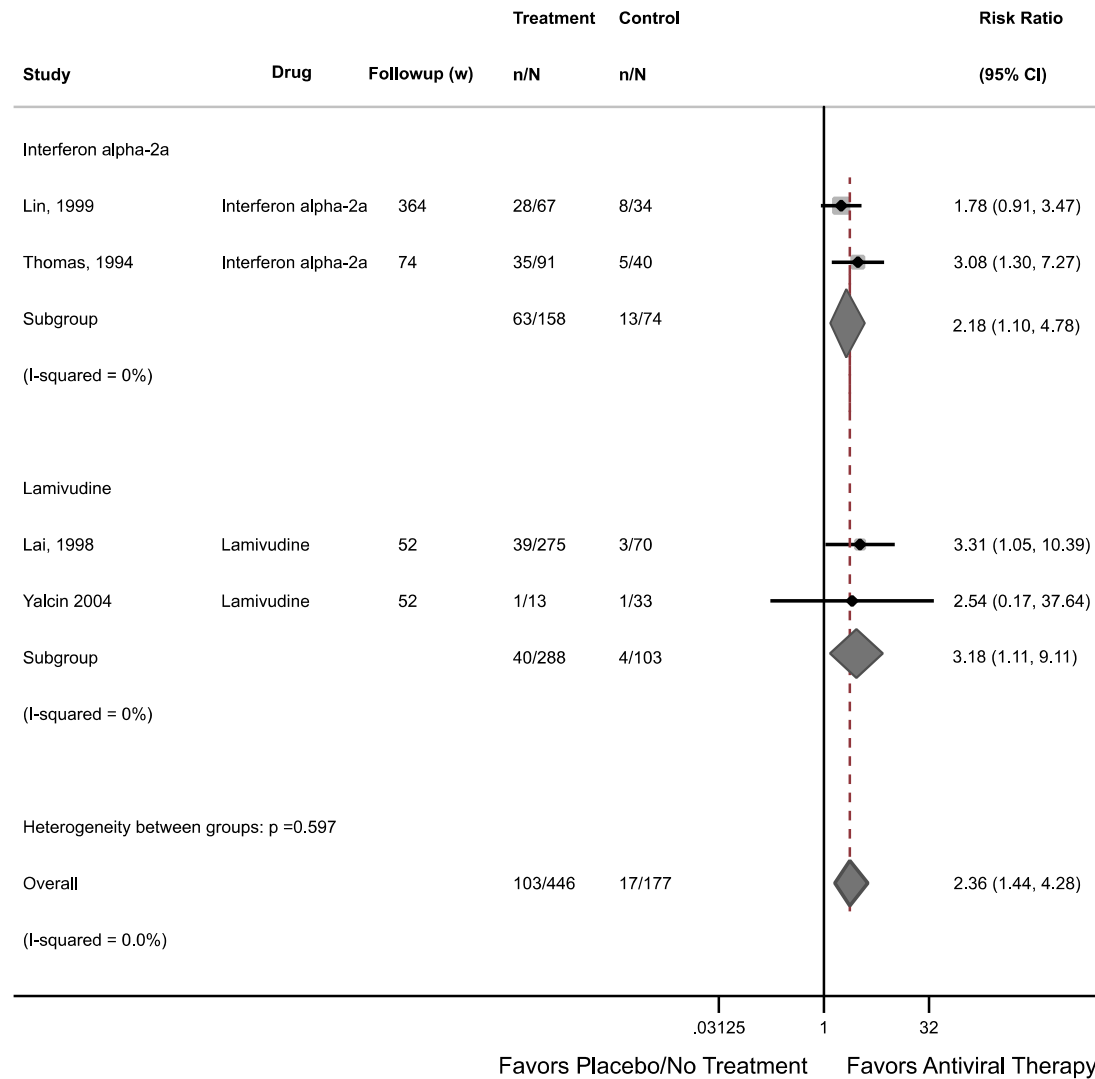 Treatment Control Risk Ratio
Study Drug Followup (w) n/N n/N (95% CI)
Interferon alpha-2a
Lin, 1999 Interferon alpha-2a 364 28/67 8/34 1.78 (0.91, 3.47)
Thomas, 1994 Interferon alpha-2a 74 35/91 5/40 3.08 (1.30, 7.27)
Subgroup 63/158 13/74 2.18 (1.10, 4.78)
(I-squared = 0%)
Lamivudine
Lai, 1998 Lamivudine 52 39/275 3/70 3.31 (1.05, 10.39)
Yalcin 2004 Lamivudine 52 1/13 1/33 2.54 (0.17, 37.64)
Subgroup 40/288 4/103 3.18 (1.11, 9.11)
(I-squared = 0%)
Heterogeneity between groups: p =0.597
Overall 103/446 17/177 2.36 (1.44, 4.28)
(I-squared = 0.0%)
.03125 1 32
Favors Placebo/No Treatment Favors Antiviral Therapy